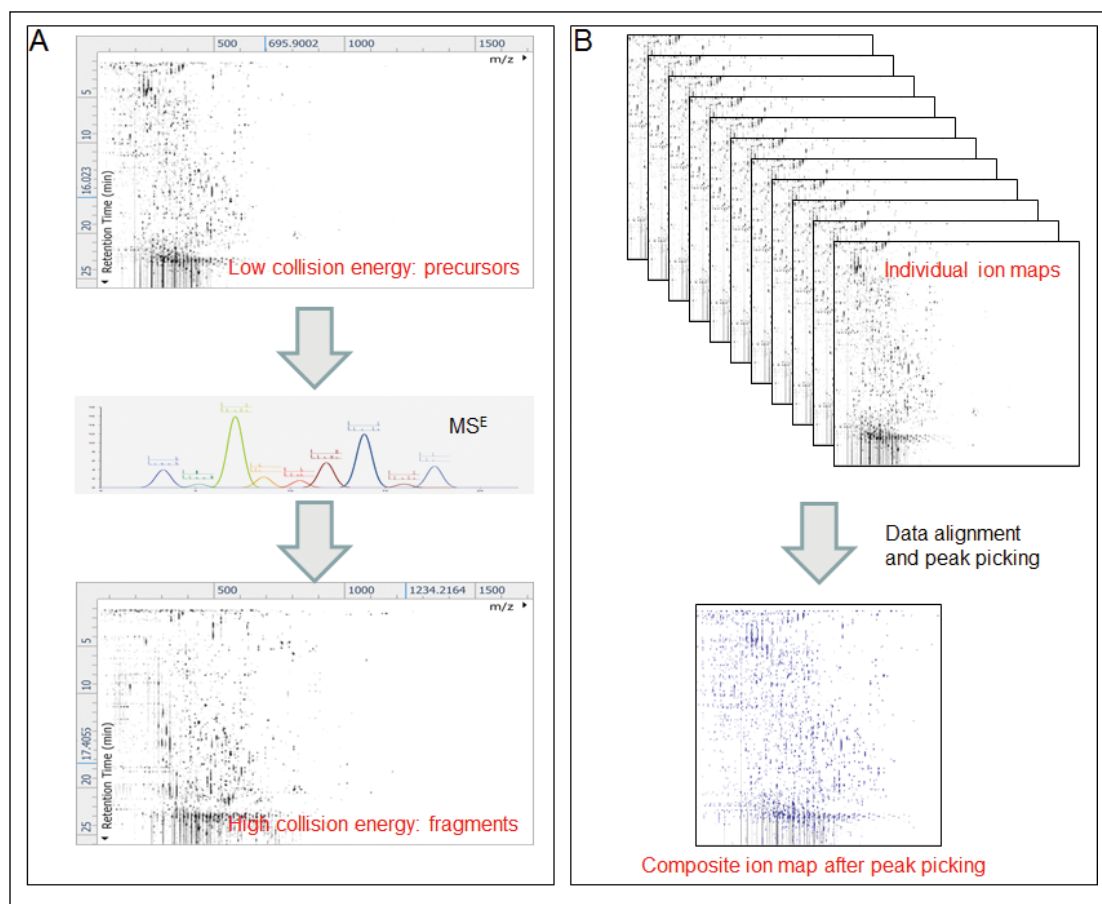 A
500 695.9002 1000 1500
m/z
5
10
16.023
20
25
Retention Time (min)
Low collision energy: precursors
MSᴱ
500 1000 1234.2164 1500
m/z
5
10
17.4055
20
25
Retention Time (min)
High collision energy: fragments
B
Individual ion maps
Data alignment
and peak picking
Composite ion map after peak picking